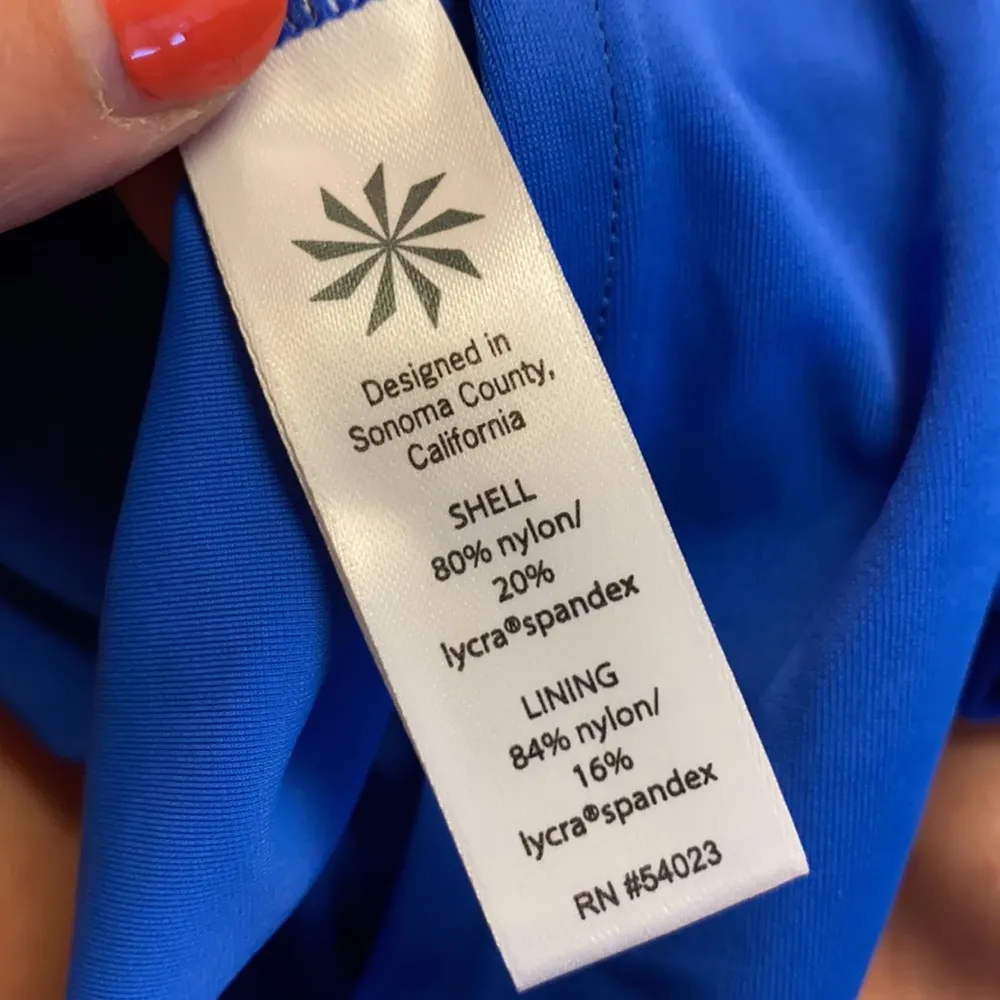 Designed in
Sonoma County,
California
SHELL
80% nylon/
20%
lycra®spandex
LINING
84% nylon/
16%
lycra®spandex
RN #54023